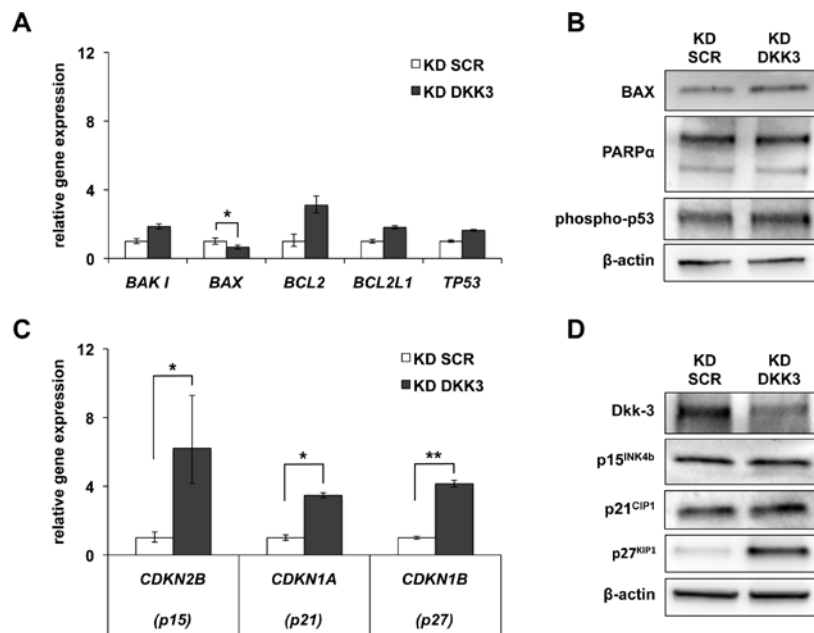 A
relative gene expression
12
8
4
0
KD SCR
KD DKK3
*
BAK I BAX BCL2 BCL2L1 TP53
B
KD SCR
KD DKK3
BAX
PARPα
phospho-p53
β-actin
C
relative gene expression
12
8
4
0
KD SCR
KD DKK3
*
*
**
CDKN2B CDKN1A CDKN1B
(p15) (p21) (p27)
D
KD SCR
KD DKK3
Dkk-3
p15INK4b
p21CIP1
p27KIP1
β-actin